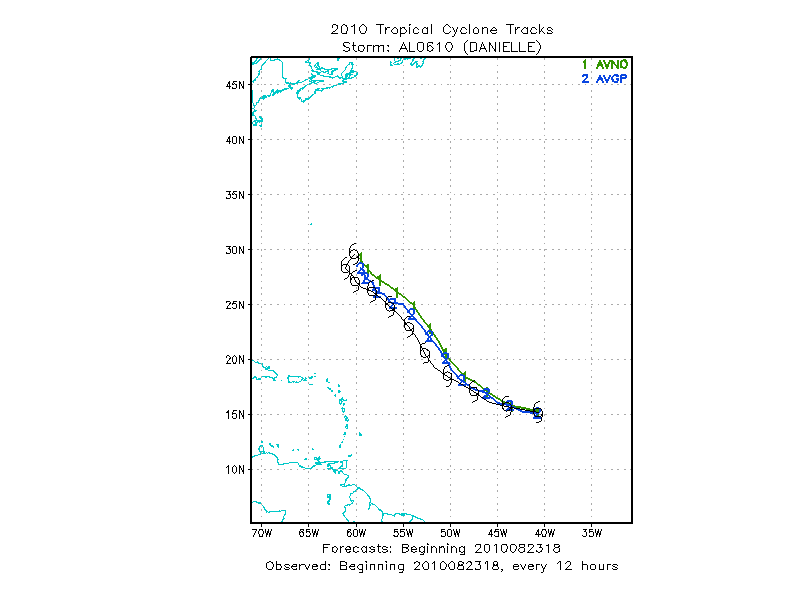 2010 Tropical Cyclone Tracks
Storm: AL0610 (DANIELLE)
1 AVNO
2 AVGP
45N
40N
35N
30N
25N
20N
15N
10N
70W 65W 60W 55W 50W 45W 40W 35W
Forecasts: Beginning 2010082318
Observed: Beginning 2010082318, every 12 hours